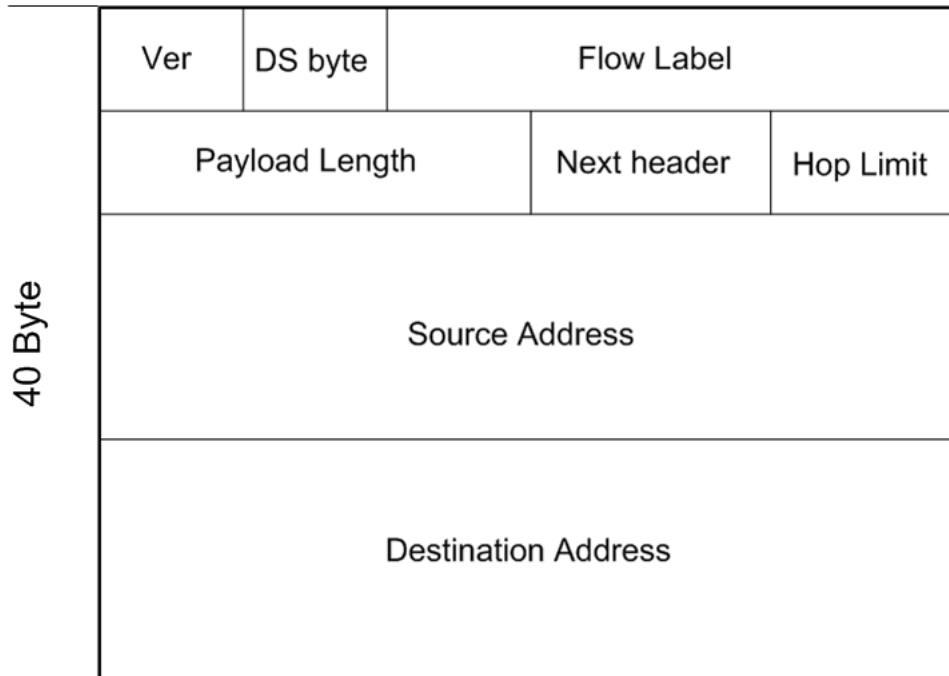 Ver
DS byte
Flow Label
Payload Length
Next header
Hop Limit
40 Byte
Source Address
Destination Address